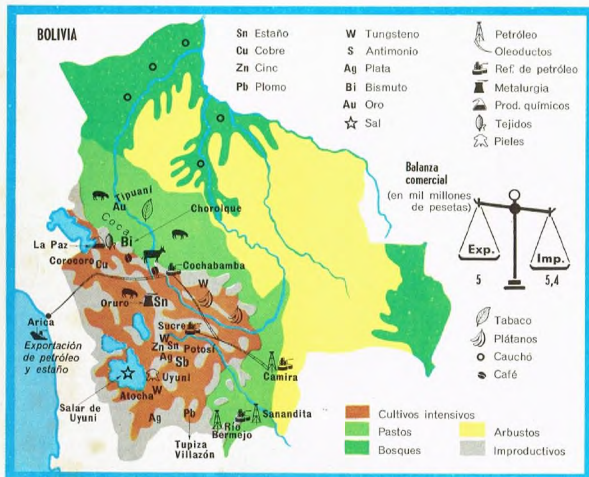 BOLIVIA
Sn Estaño
Cu Cobre
Zn Cinc
Pb Plomo
W Tungsteno
S Antimonio
Ag Plata
Bi Bismuto
Au Oro
Sal
Petróleo
Oleoductos
Ref. de petróleo
Metalurgia
Prod. químicos
Tejidos
Pieles
Balanza
comercial
(en mil millones
de pesetas)
Exp.
Imp.
5
5,4
Tabaco
Plátanos
Cauchó
Café
Tipuani
Au
Coca
Choroique
La Paz
Bi
Corocoro
Cu
Cochabamba
W
Oruro
Sn
Arica
Exportación
de petróleo
y estaño
Sucre
W
Zn
Sn
Potosí
Ag
Sb
Camira
Uyuni
Salar de
Uyuni
Atocha
W
Ag
Pb
Sanandita
Río
Bermejo
Tupiza
Villazón
Cultivos intensivos
Pastos
Bosques
Arbustos
Improductivos